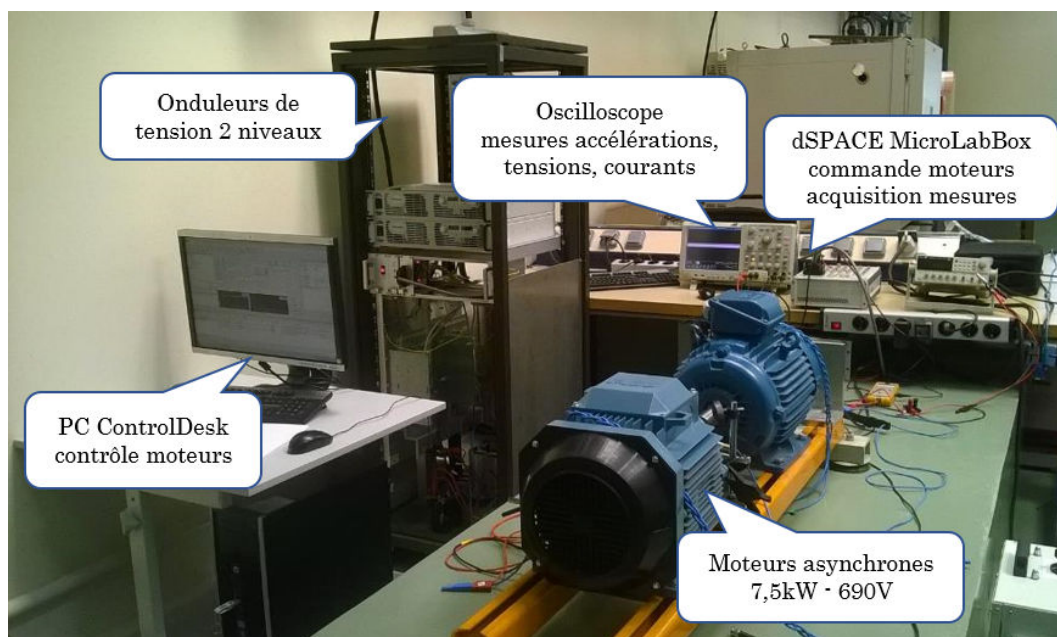 Onduleurs de
tension 2 niveaux
Oscilloscope
mesures accélérations,
tensions, courants
dSPACE MicroLabBox
commande moteurs
acquisition mesures
PC ControlDesk
contrôle moteurs
Moteurs asynchrones
7,5kW - 690V